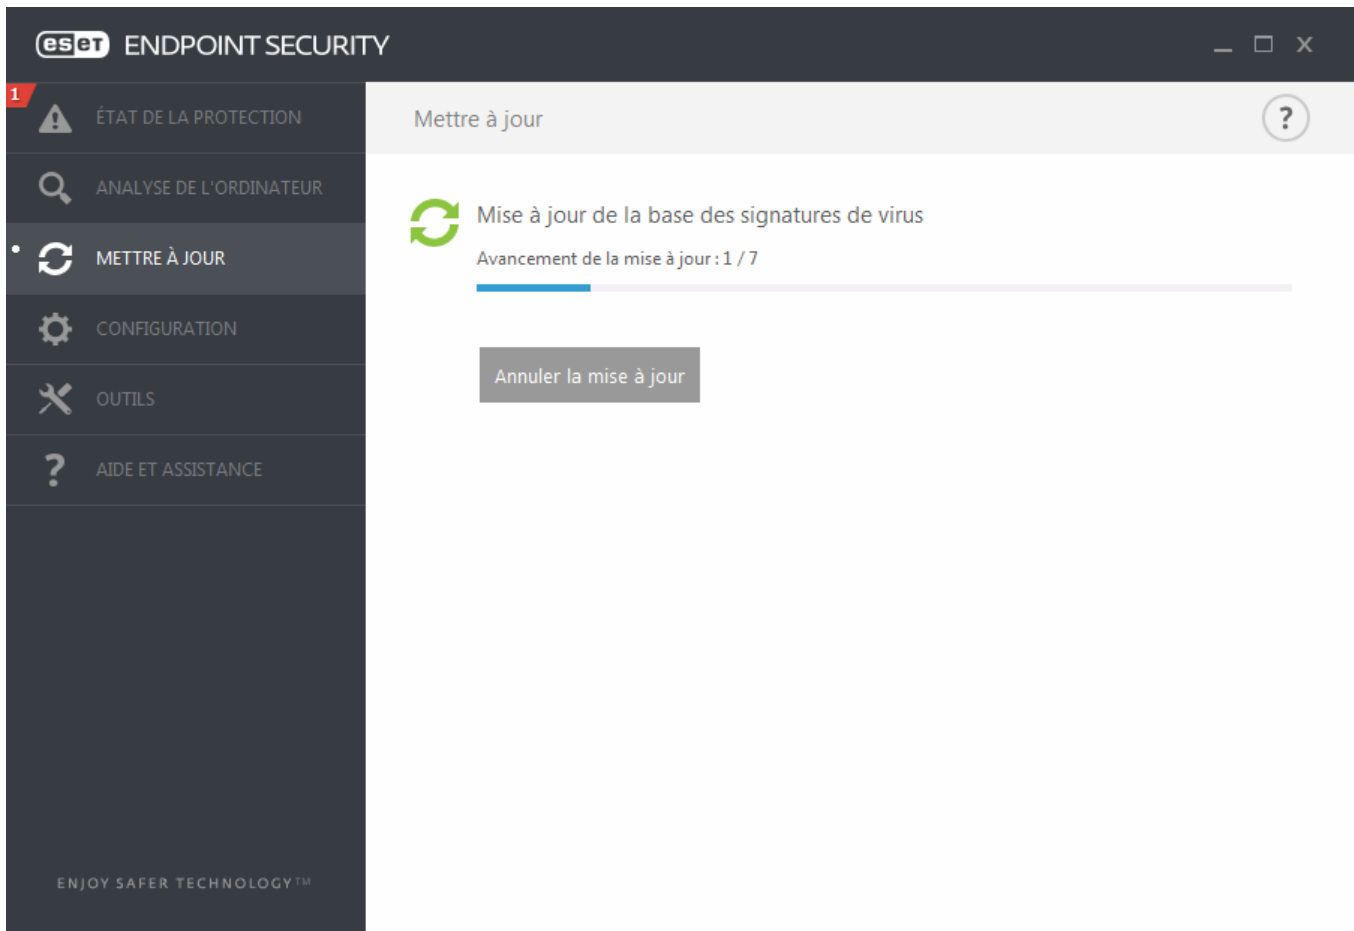 eset ENDPOINT SECURITY
1
ÉTAT DE LA PROTECTION
ANALYSE DE L'ORDINATEUR
METTRE À JOUR
CONFIGURATION
OUTILS
AIDE ET ASSISTANCE
ENJOY SAFER TECHNOLOGY™
Mettre à jour
?
Mise à jour de la base des signatures de virus
Avancement de la mise à jour : 1 / 7
Annuler la mise à jour